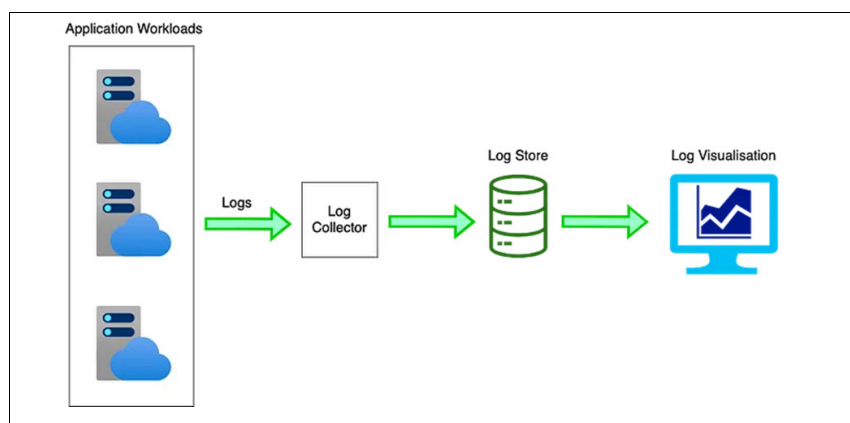 Application Workloads
Logs
Log
Collector
Log Store
Log Visualisation